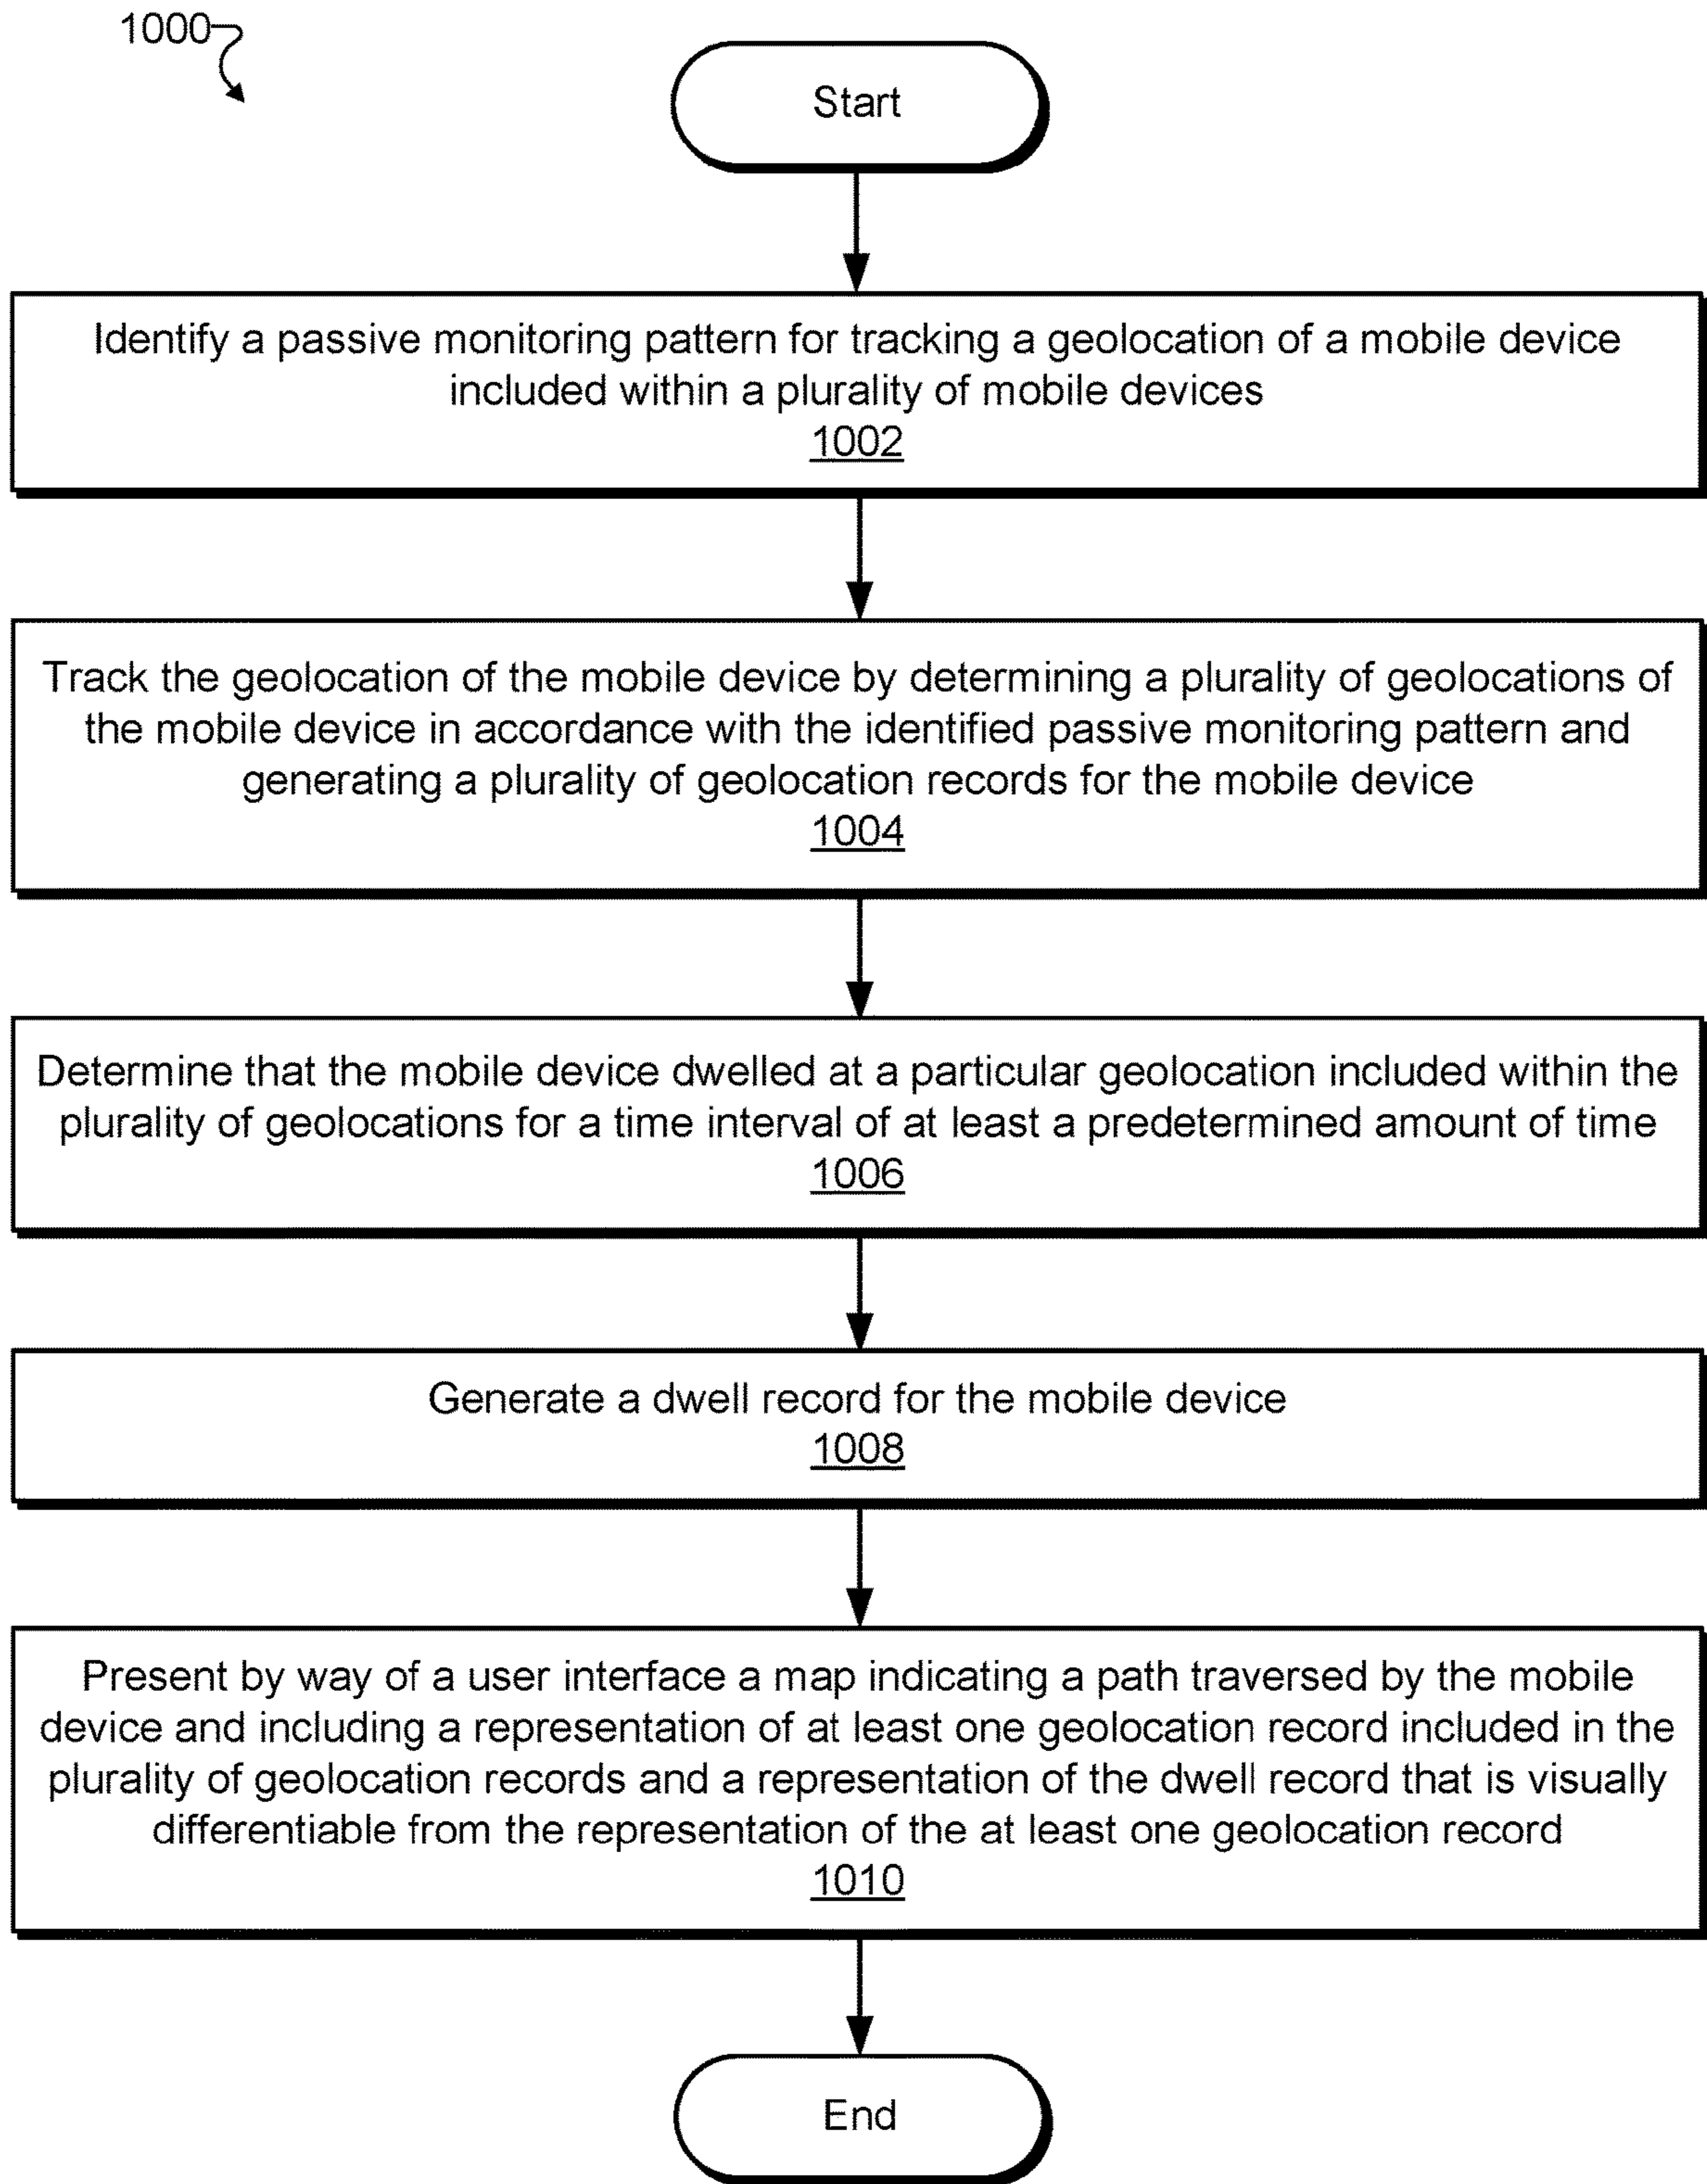 1000
Start
Identify a passive monitoring pattern for tracking a geolocation of a mobile device
included within a plurality of mobile devices
1002
Track the geolocation of the mobile device by determining a plurality of geolocations of
the mobile device in accordance with the identified passive monitoring pattern and
generating a plurality of geolocation records for the mobile device
1004
Determine that the mobile device dwelled at a particular geolocation included within the
plurality of geolocations for a time interval of at least a predetermined amount of time
1006
Generate a dwell record for the mobile device
1008
Present by way of a user interface a map indicating a path traversed by the mobile
device and including a representation of at least one geolocation record included in the
plurality of geolocation records and a representation of the dwell record that is visually
differentiable from the representation of the at least one geolocation record
1010
End